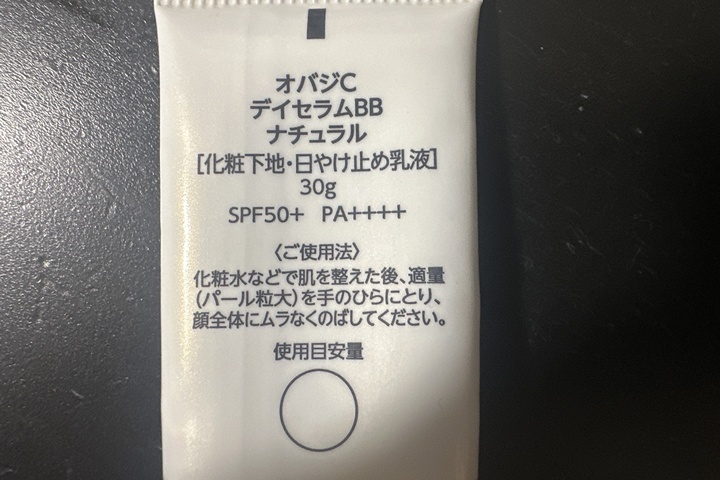 オバジC
デイセラムBB
ナチュラル
[化粧下地・日やけ止め乳液]
30g
SPF50+ PA++++
〈ご使用法〉
化粧水などで肌を整えた後、適量
(パール粒大)を手のひらにとり、
顔全体にムラなくのばしてください。
使用目安量